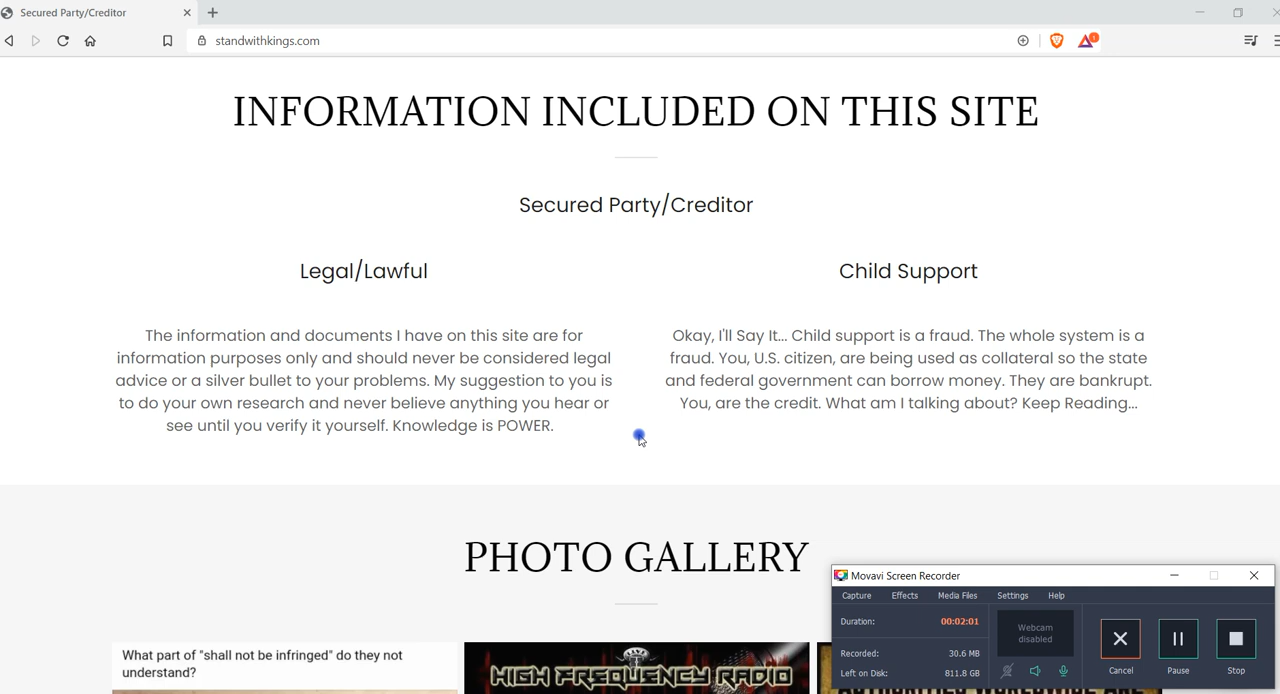 Secured Party/Creditor
standwithkings.com
1
INFORMATION INCLUDED ON THIS SITE
Secured Party/Creditor
Legal/Lawful
The information and documents I have on this site are for
information purposes only and should never be considered legal
advice or a silver bullet to your problems. My suggestion to you is
to do your own research and never believe anything you hear or
see until you verify it yourself. Knowledge is POWER.
Child Support
Okay, I'll Say It... Child support is a fraud. The whole system is a
fraud. You, U.S. citizen, are being used as collateral so the state
and federal government can borrow money. They are bankrupt.
You, are the credit. What am I talking about? Keep Reading...
PHOTO GALLERY
What part of "shall not be infringed" do they not
understand?
HIGH FREQUENCY RADIO
Movavi Screen Recorder
Capture Effects Media Files Settings Help
Duration: 00:02:01
Recorded: 30.6 MB
Left on Disk: 811.8 GB
Webcam
disabled
Cancel Pause Stop